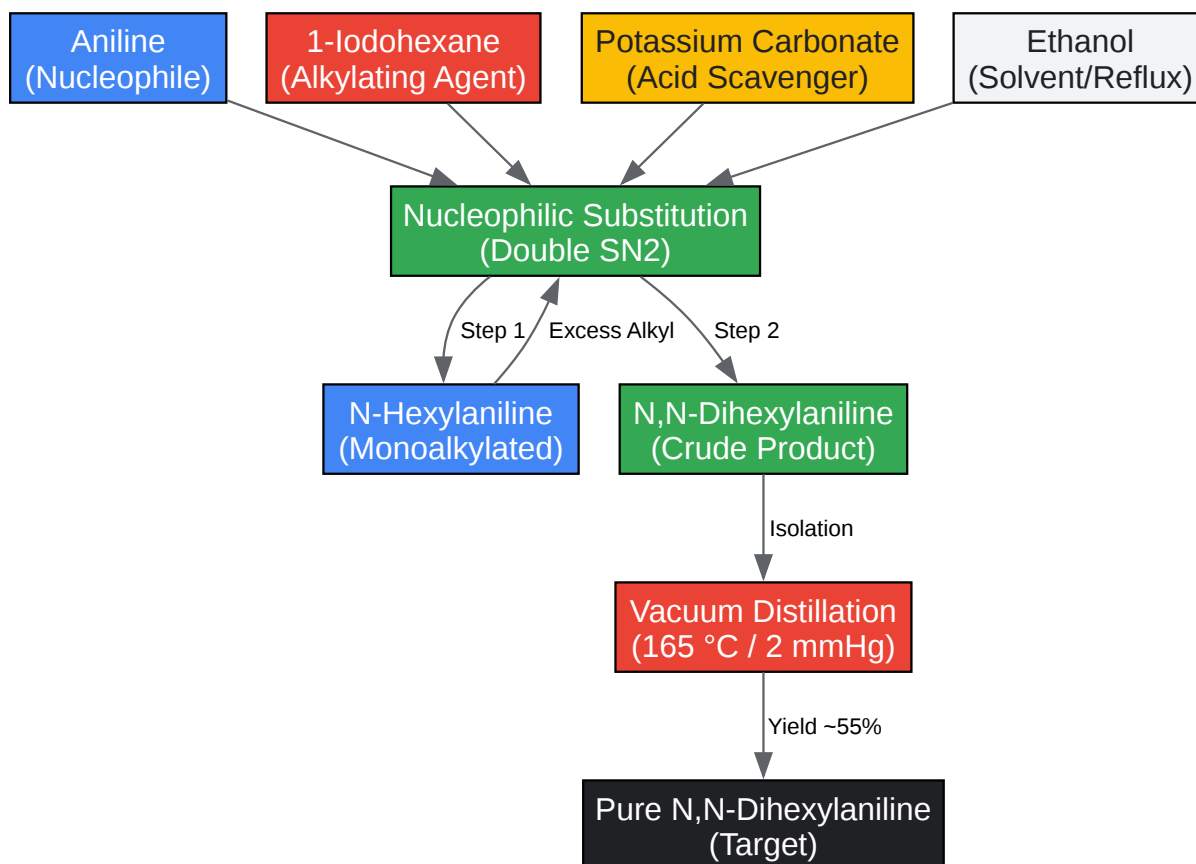 Aniline
(Nucleophile)
1-Iodohexane
(Alkylating Agent)
Potassium Carbonate
(Acid Scavenger)
Ethanol
(Solvent/Reflux)
Nucleophilic Substitution
(Double SN2)
Step 1
Excess Alkyl
Step 2
N-Hexylaniline
(Monoalkylated)
N,N-Dihexylaniline
(Crude Product)
Isolation
Vacuum Distillation
(165 °C / 2 mmHg)
Yield ~55%
Pure N,N-Dihexylaniline
(Target)